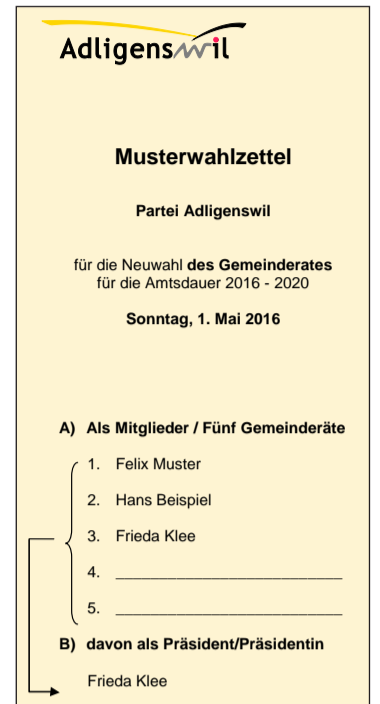 Adligenswil
Musterwahlzettel
Partei Adligenswil
für die Neuwahl des Gemeinderates
für die Amtsdauer 2016 - 2020
Sonntag, 1. Mai 2016
A) Als Mitglieder / Fünf Gemeinderäte
1. Felix Muster
2. Hans Beispiel
3. Frieda Klee
4. ____________________________
5. ____________________________
B) davon als Präsident/Präsidentin
Frieda Klee